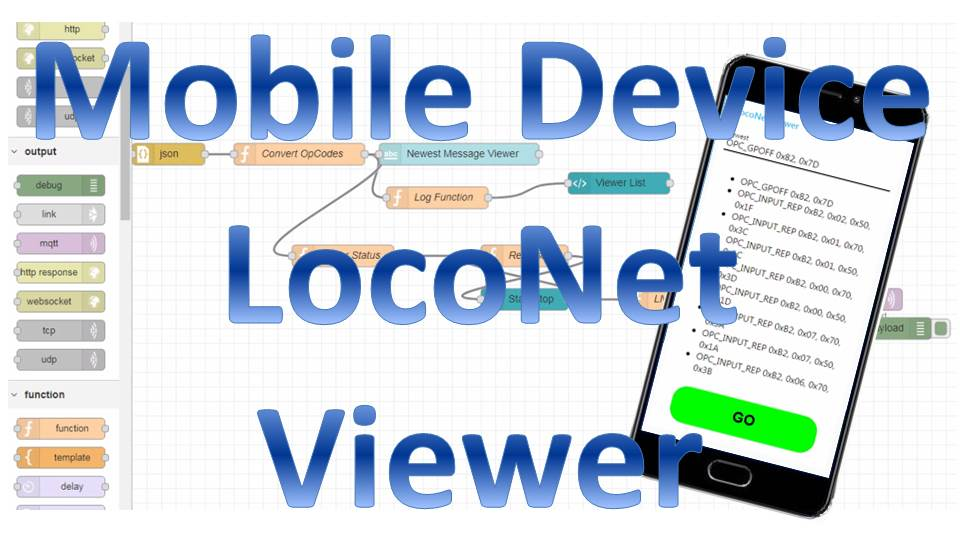 Mobile Device
LocoNet
Viewer
http
udp
output
debug
link
mqtt
http response
websocket
tcp
udp
function
function
template
delay
json
Convert OpCodes
abc
Newest Message Viewer
Log Function
</> Viewer List
Status
OPC_GPOFF 0x82, 0x7D
OPC_GPOFF 0x82, 0x7D
OPC_INPUT_REP 0xB2, 0x02, 0x50,
0x1F
OPC_INPUT_REP 0xB2, 0x01, 0x70,
0x3C
OPC_INPUT_REP 0xB2, 0x01, 0x50,
OPC_INPUT_REP 0xB2, 0x00, 0x70,
OPC_INPUT_REP 0xB2, 0x00, 0x50,
OPC_INPUT_REP 0xB2, 0x07, 0x70,
OPC_INPUT_REP 0xB2, 0x07, 0x50,
0x1A
OPC_INPUT_REP 0xB2, 0x06, 0x70,
0x3B
GO